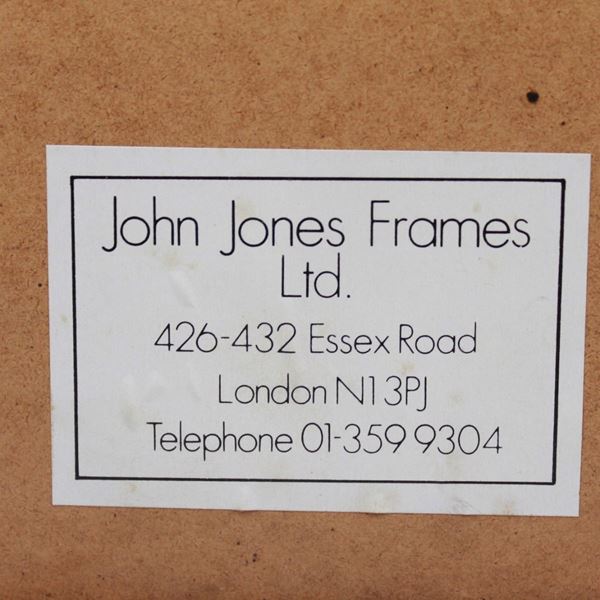 John Jones Frames
Ltd.
426-432 Essex Road
London N1 3PJ
Telephone 01-359 9304